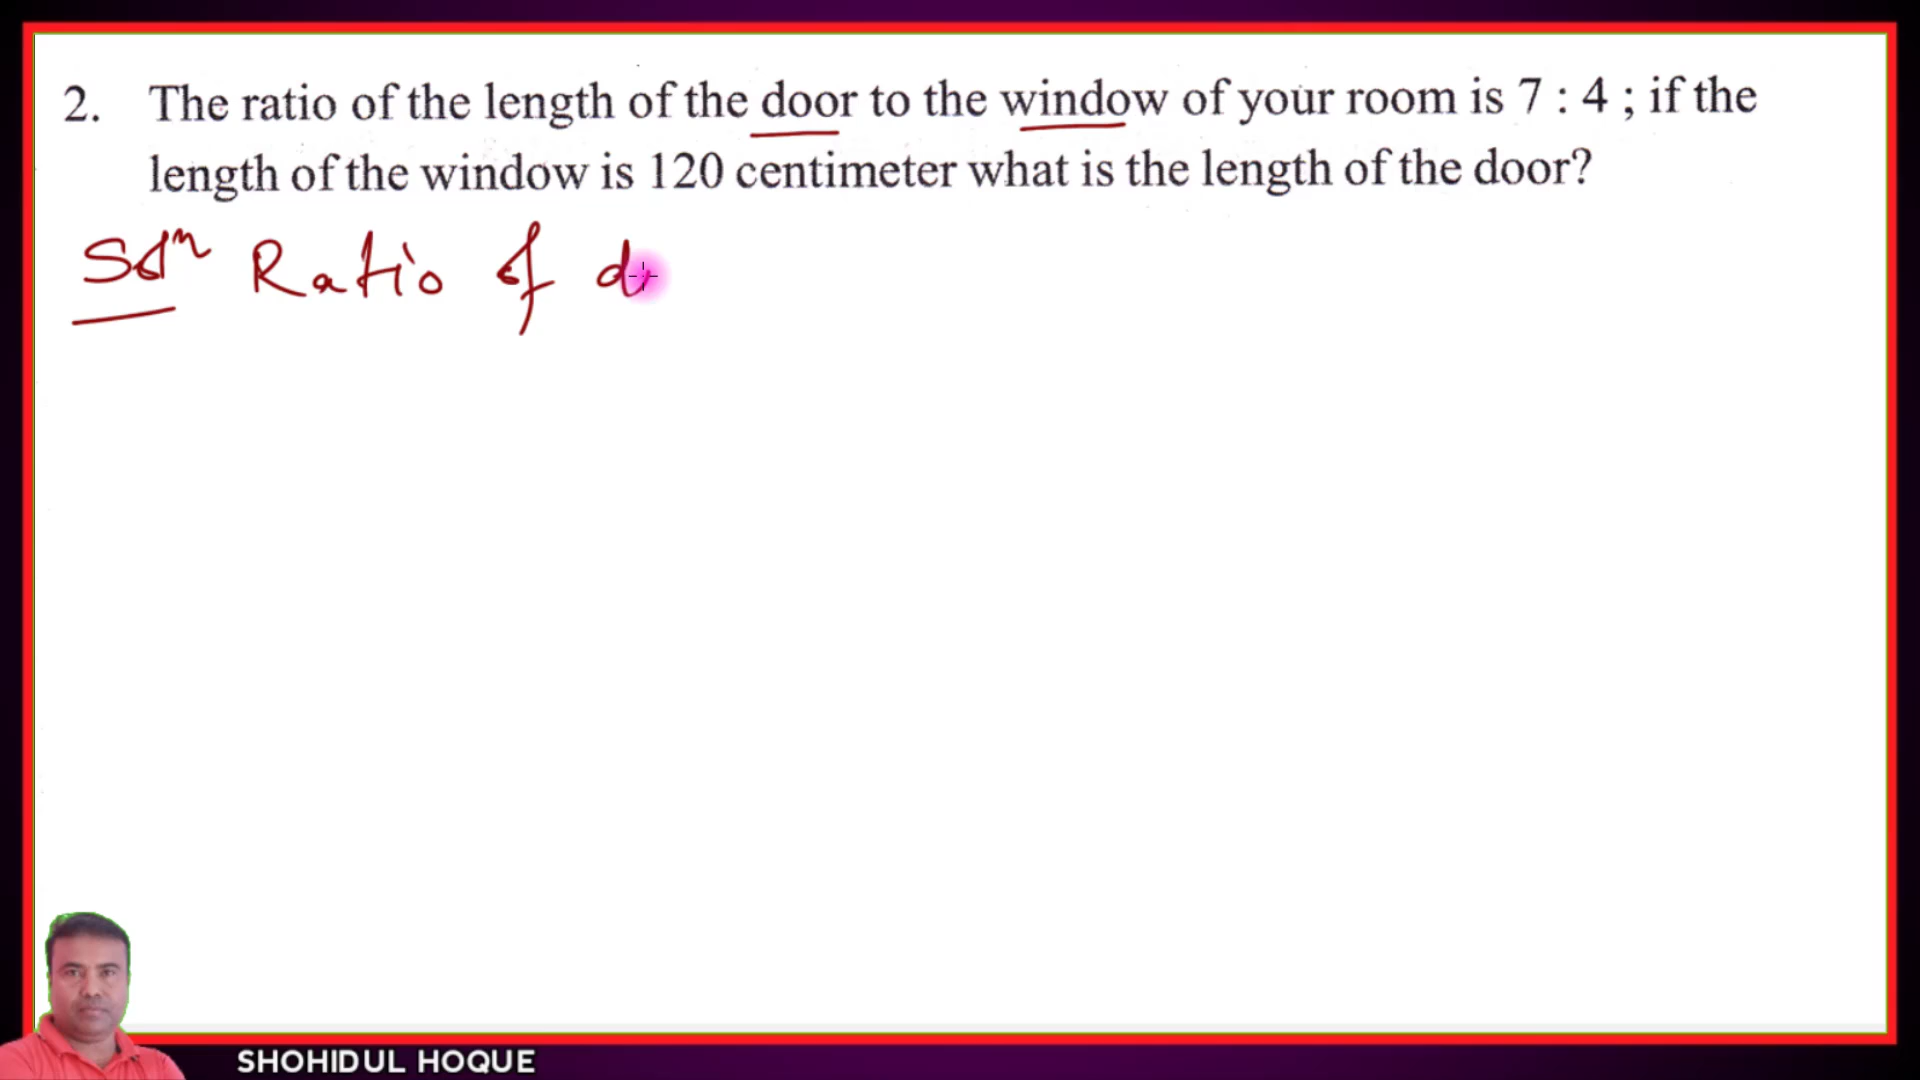 2. The ratio of the length of the door to the window of your room is 7 : 4 ; if the
length of the window is 120 centimeter what is the length of the door?
Solⁿ Ratio of d
SHOHIDUL HOQUE